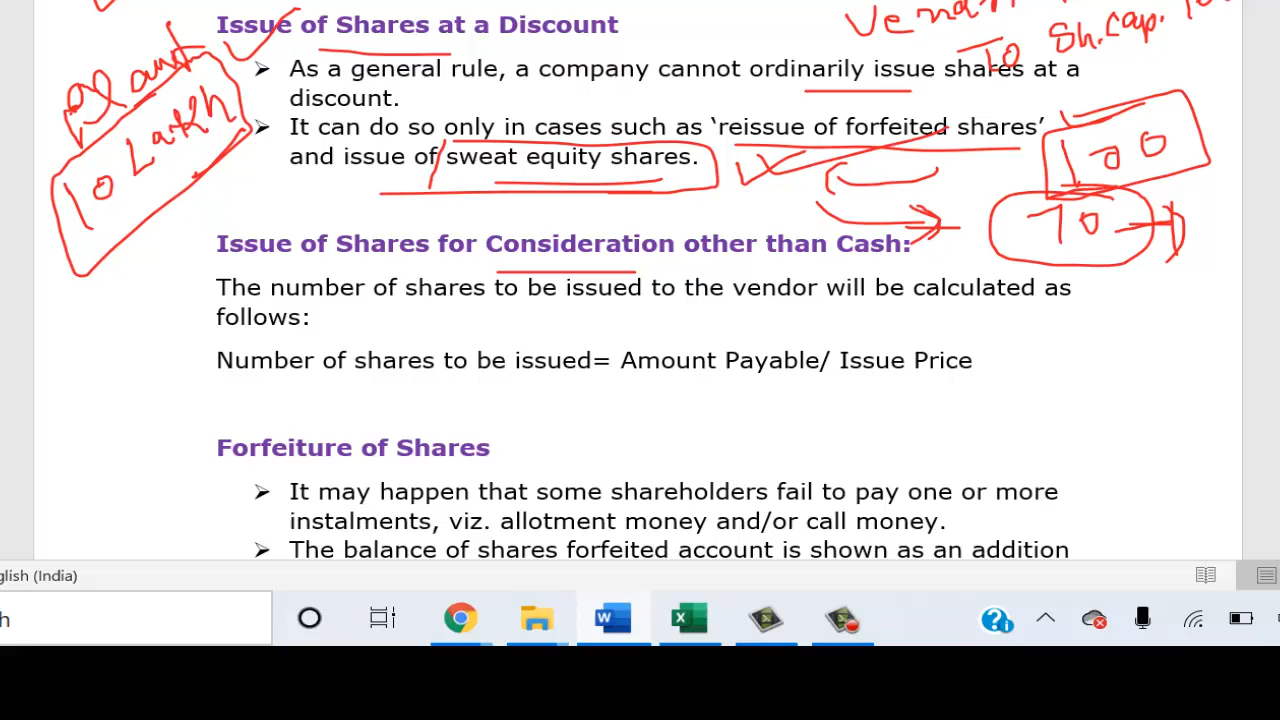 Vendor
To Sh. Cap.
Issue of Shares at a Discount
➢ As a general rule, a company cannot ordinarily issue shares at a
discount.
➢ It can do so only in cases such as ‘reissue of forfeited shares’
and issue of sweat equity shares.
Plant
10 Lakh
100
70
Issue of Shares for Consideration other than Cash:
The number of shares to be issued to the vendor will be calculated as
follows:
Number of shares to be issued= Amount Payable/ Issue Price
Forfeiture of Shares
➢ It may happen that some shareholders fail to pay one or more
instalments, viz. allotment money and/or call money.
➢ The balance of shares forfeited account is shown as an addition
glish (India)
h